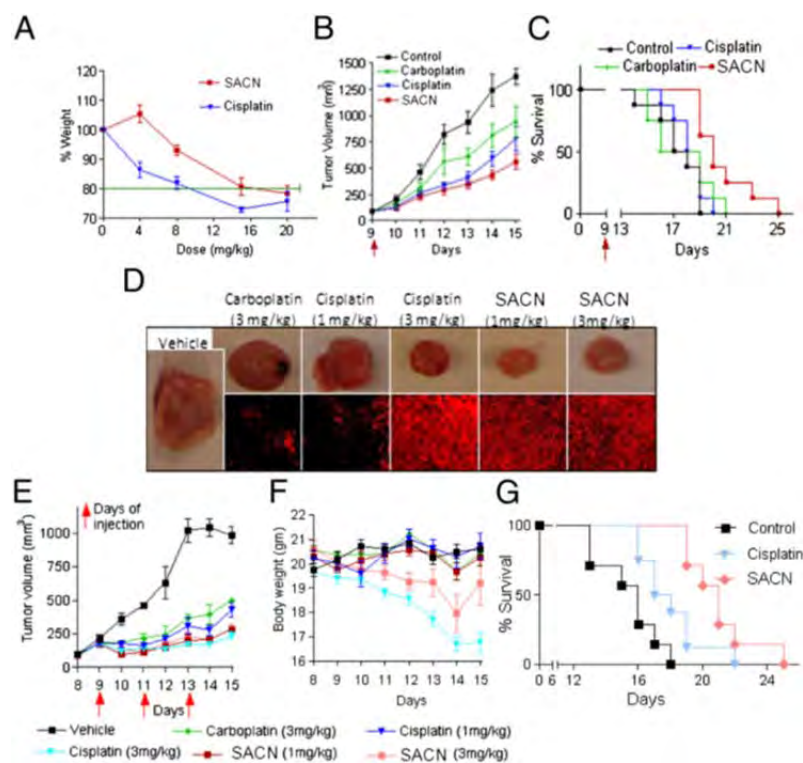 A
120
110
100
90
80
70
% Weight
SACN
Cisplatin
0 4 8 12 16 20
Dose (mg/kg)
B
Control
Carboplatin
Cisplatin
SACN
1500
1250
1000
750
500
250
0
Tumor Volume (mm³)
9 10 11 12 13 14 15
Days
C
Control Cisplatin
Carboplatin SACN
100
50
0
% Survival
0 9 13 17 21 25
Days
D
Vehicle
Carboplatin (3 mg/kg)
Cisplatin (1 mg/kg)
Cisplatin (3 mg/kg)
SACN (1mg/kg)
SACN (3mg/kg)
E
Days of
injection
1000
750
500
250
0
Tumor volume (mm³)
8 9 10 11 12 13 14 15
Days
F
22
21
20
19
18
17
16
Body weight (gm)
8 9 10 11 12 13 14 15
Days
G
Control
Cisplatin
SACN
100
50
0
% Survival
0 6 12 16 20 24
Days
Vehicle Carboplatin (3mg/kg) Cisplatin (1mg/kg)
Cisplatin (3mg/kg) SACN (1mg/kg) SACN (3mg/kg)